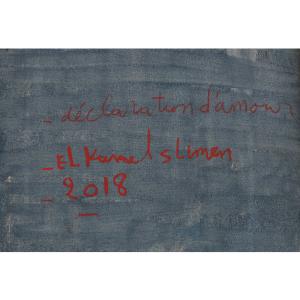 - déclaration d'amour
- EL Kamel slimen
- 2018